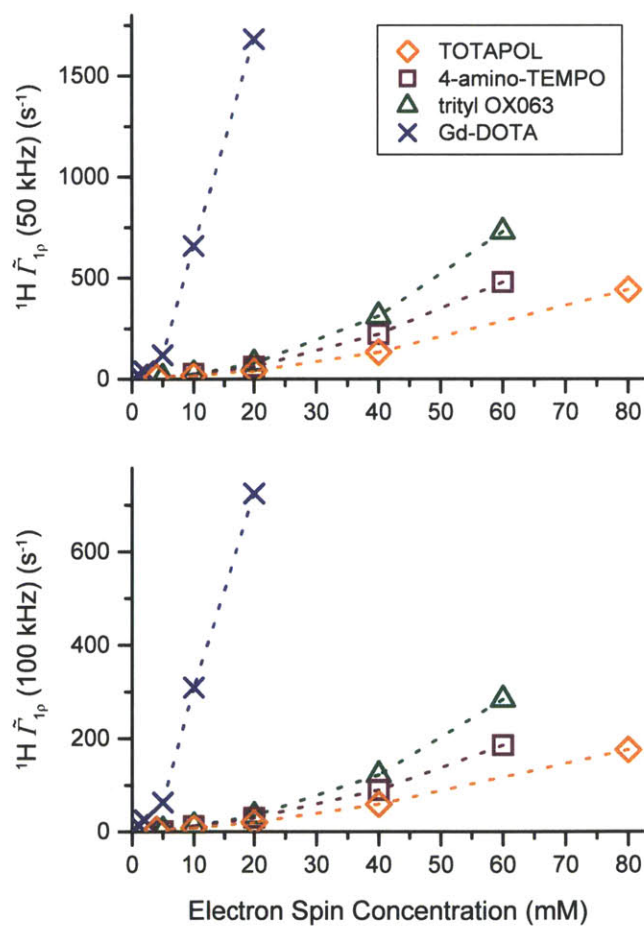 TOTAPOL
4-amino-TEMPO
trityl OX063
Gd-DOTA
¹H Γ̃₁ρ (50 kHz) (s⁻¹)
1500
1000
500
0
0 10 20 30 40 50 60 70 80
¹H Γ̃₁ρ (100 kHz) (s⁻¹)
600
400
200
0
0 10 20 30 40 50 60 70 80
Electron Spin Concentration (mM)